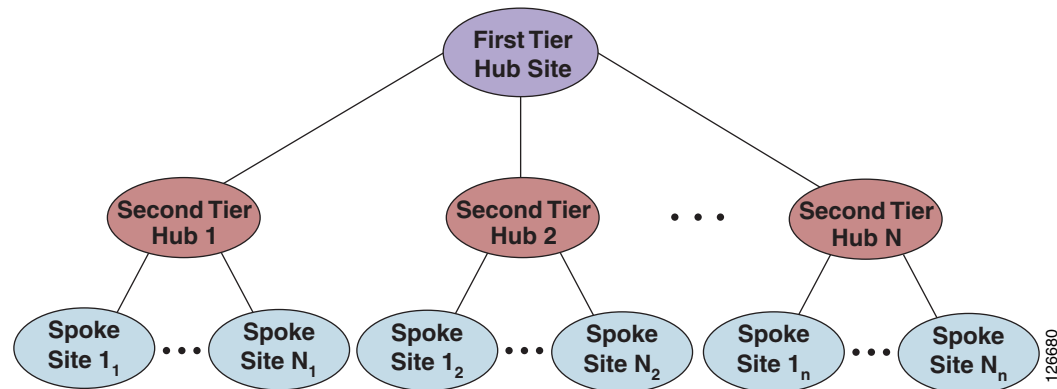 First Tier
Hub Site
Second Tier
Hub 1
Second Tier
Hub 2
• • •
Second Tier
Hub N
Spoke
Site 1₁
•••
Spoke
Site N₁
Spoke
Site 1₂
•••
Spoke
Site N₂
Spoke
Site 1ₙ
•••
Spoke
Site Nₙ
126680